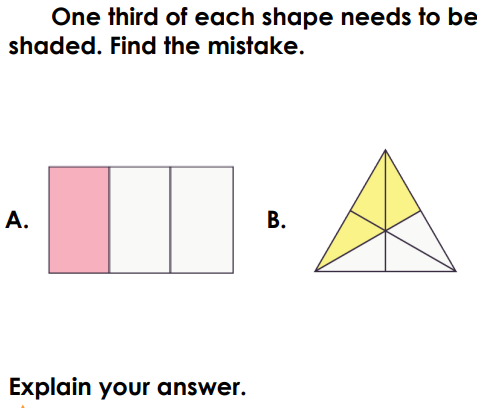 One third of each shape needs to be
shaded. Find the mistake.
A.
B.
Explain your answer.